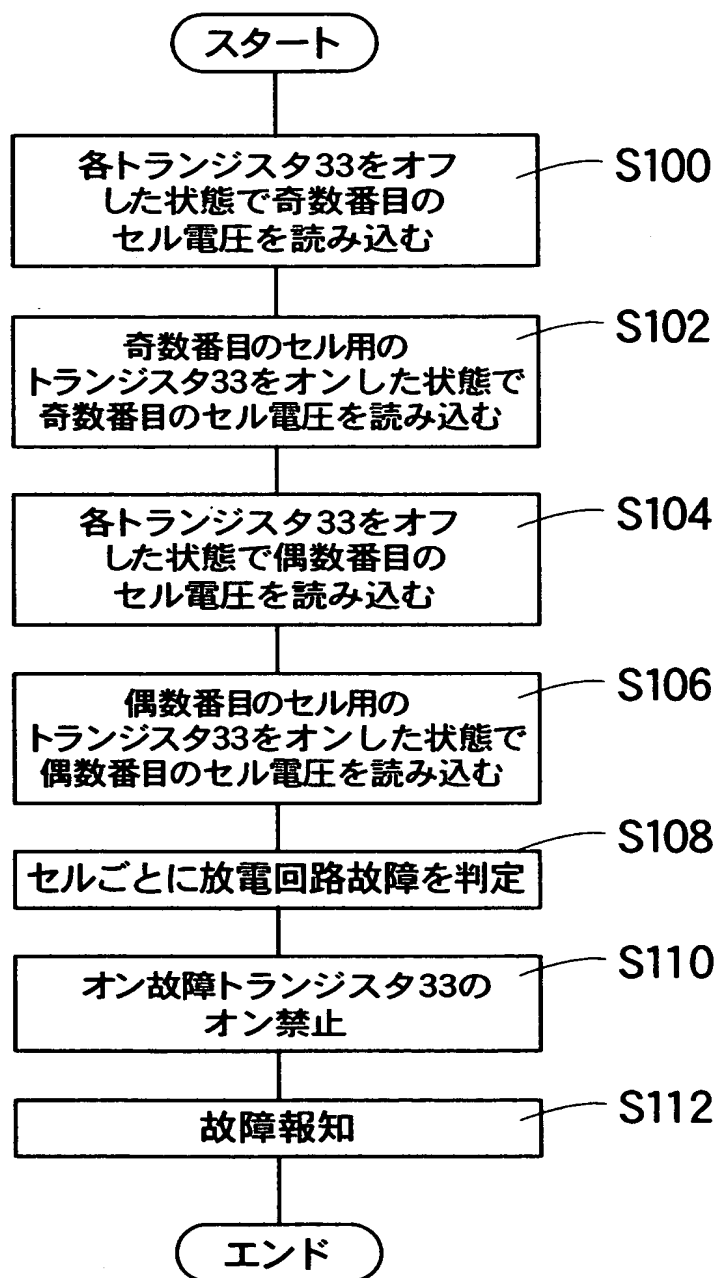 スタート
各トランジスタ33をオフ
した状態で奇数番目の
セル電圧を読み込む
S100
奇数番目のセル用の
トランジスタ33をオンした状態で
奇数番目のセル電圧を読み込む
S102
各トランジスタ33をオフ
した状態で偶数番目の
セル電圧を読み込む
S104
偶数番目のセル用の
トランジスタ33をオンした状態で
偶数番目のセル電圧を読み込む
S106
セルごとに放電回路故障を判定
S108
オン故障トランジスタ33の
オン禁止
S110
故障報知
S112
エンド